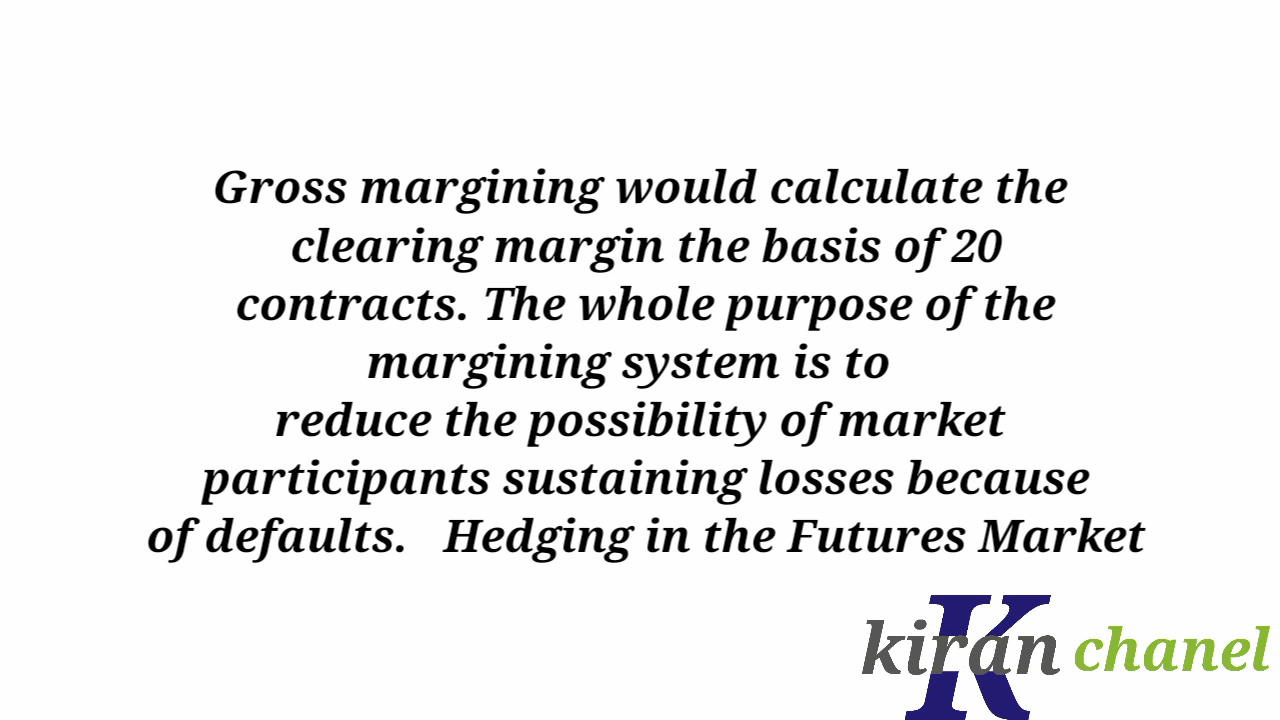 Gross margining would calculate the
clearing margin the basis of 20
contracts. The whole purpose of the
margining system is to
reduce the possibility of market
participants sustaining losses because
of defaults. Hedging in the Futures Market
K
kiran chanel